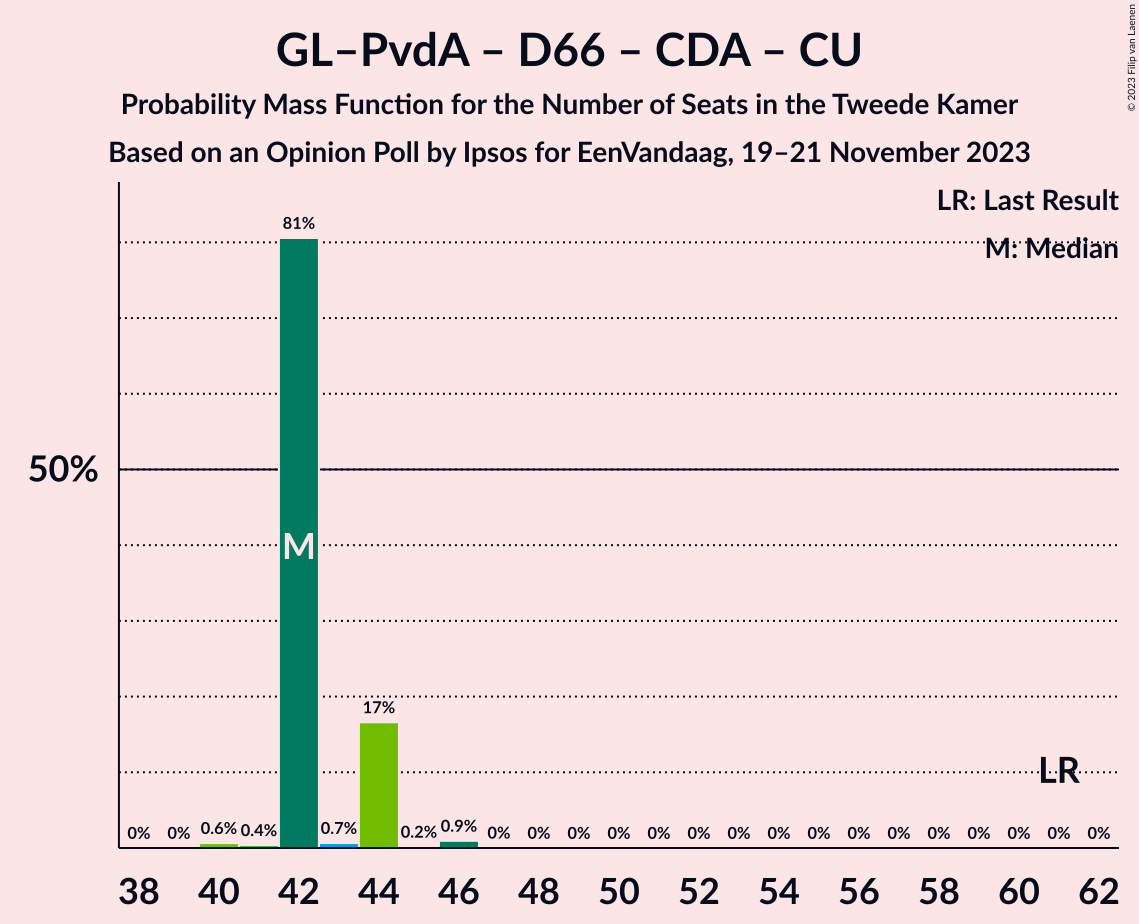 GL–PvdA – D66 – CDA – CU
Probability Mass Function for the Number of Seats in the Tweede Kamer
Based on an Opinion Poll by Ipsos for EenVandaag, 19–21 November 2023
© 2023 Filip van Laenen
LR: Last Result
M: Median
81%
50%
M
17%
LR
0% 0% 0.6% 0.4% 0.7% 0.2% 0.9% 0% 0% 0% 0% 0% 0% 0% 0% 0% 0% 0% 0% 0% 0% 0% 0%
38 40 42 44 46 48 50 52 54 56 58 60 62